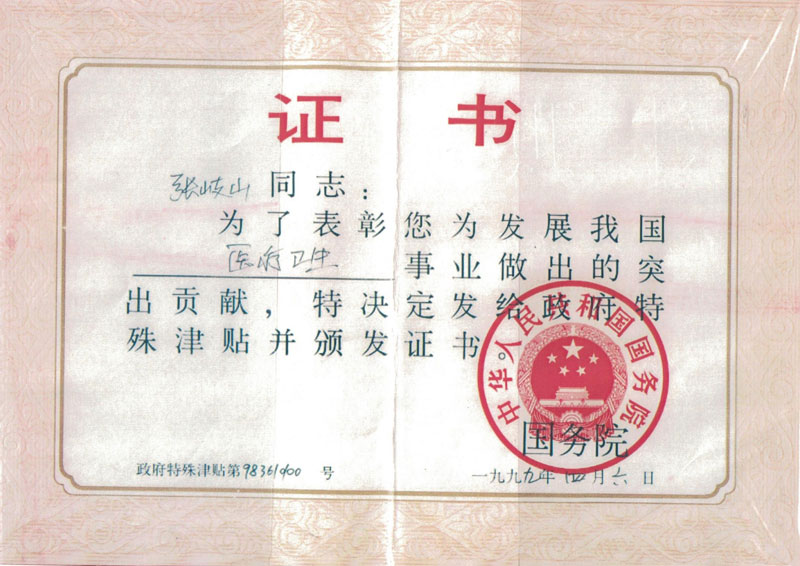 证书
张岐山 同志：
为了表彰您为发展我国
医疗卫生 事业做出的突
出贡献，特决定发给政府特
殊津贴并颁发证书。
中华人民共和国国务院
国务院
政府特殊津贴第98361400号
一九九九年四月六日